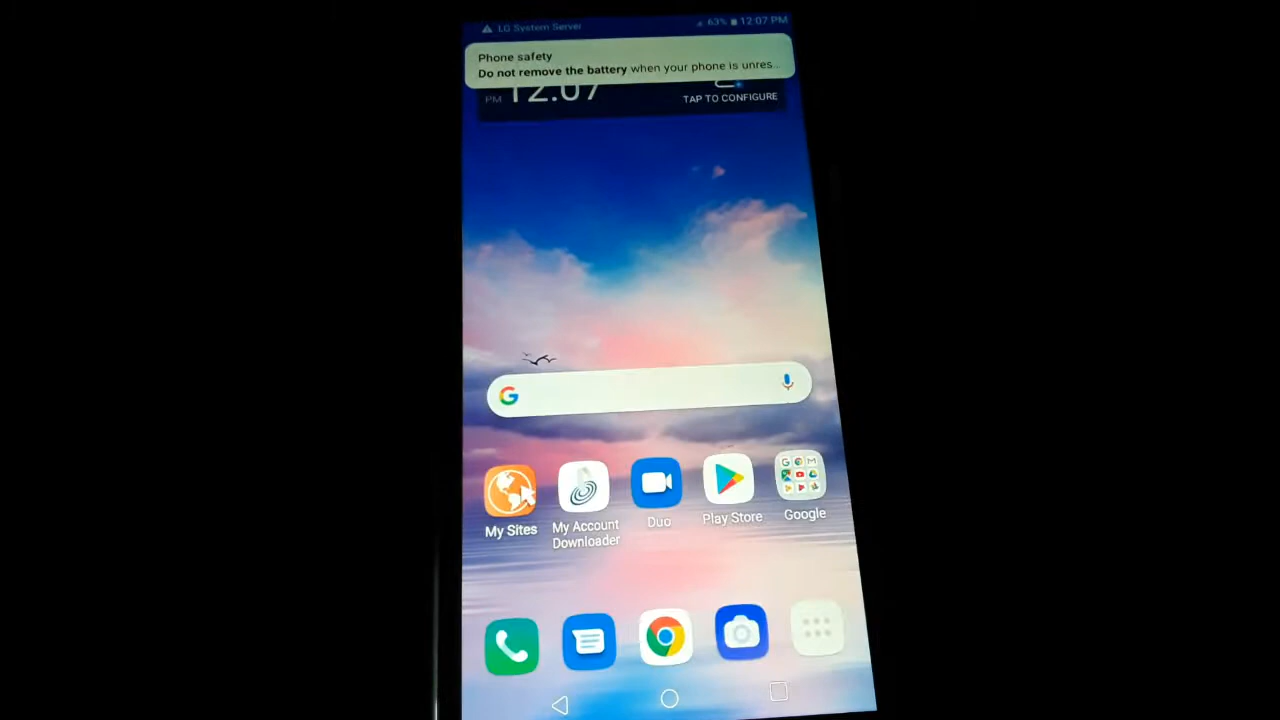 LG System Server
63% 12:07 PM
Phone safety
Do not remove the battery when your phone is unres...
PM 12:07
TAP TO CONFIGURE
G
My Sites
My Account
Downloader
Duo
Play Store
Google